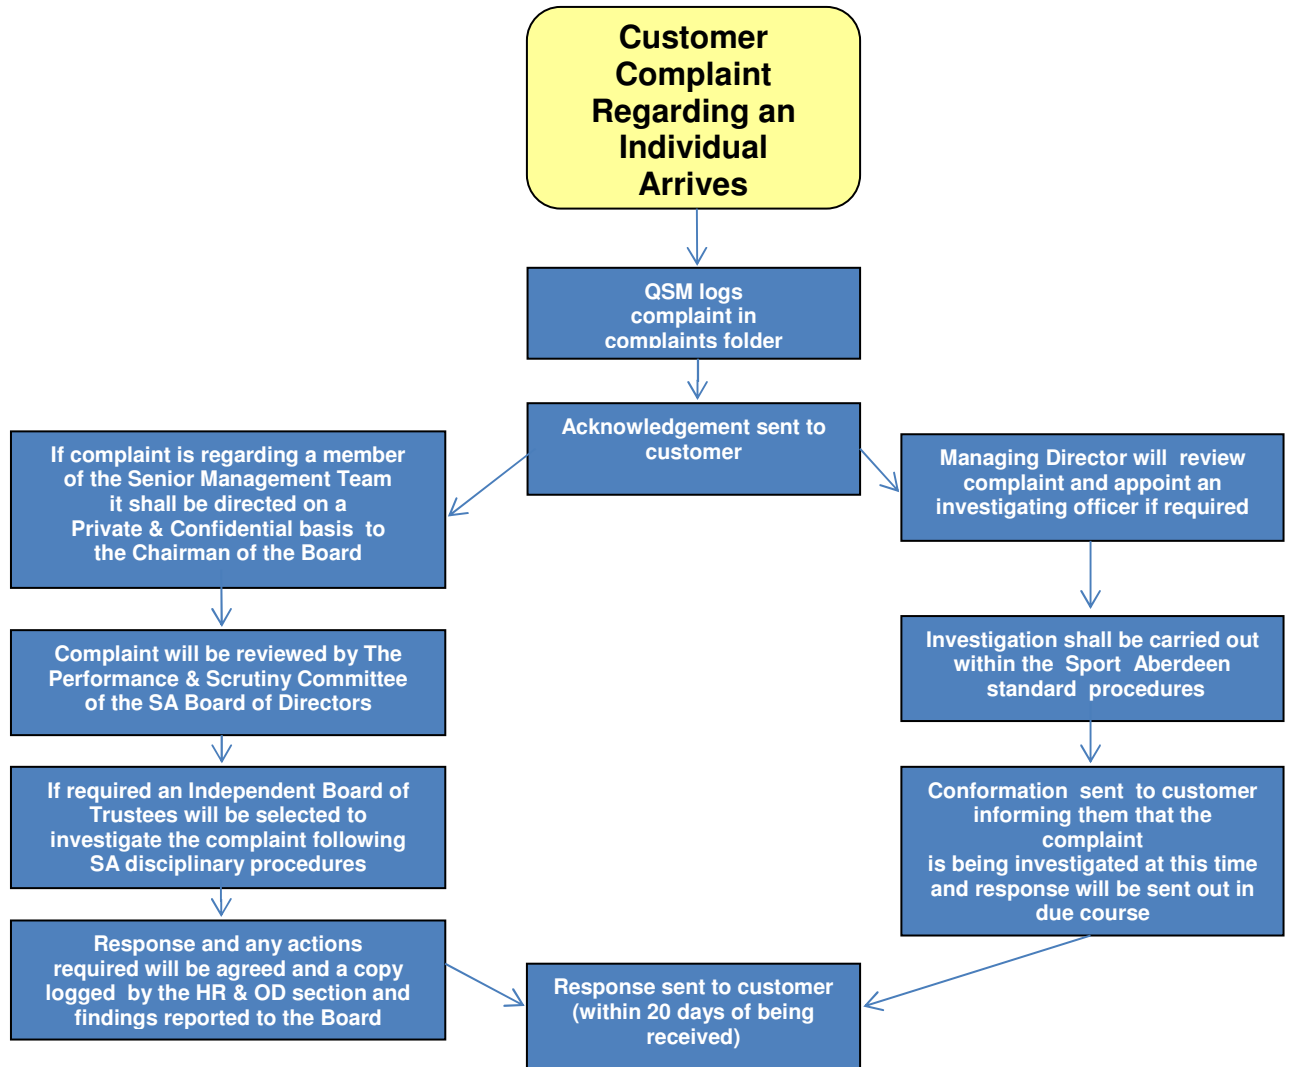 Customer
Complaint
Regarding an
Individual
Arrives
QSM logs
complaint in
complaints folder
Acknowledgement sent to
customer
If complaint is regarding a member
of the Senior Management Team
it shall be directed on a
Private & Confidential basis to
the Chairman of the Board
Complaint will be reviewed by The
Performance & Scrutiny Committee
of the SA Board of Directors
If required an Independent Board of
Trustees will be selected to
investigate the complaint following
SA disciplinary procedures
Response and any actions
required will be agreed and a copy
logged by the HR & OD section and
findings reported to the Board
Managing Director will review
complaint and appoint an
investigating officer if required
Investigation shall be carried out
within the Sport Aberdeen
standard procedures
Conformation sent to customer
informing them that the
complaint
is being investigated at this time
and response will be sent out in
due course
Response sent to customer
(within 20 days of being
received)